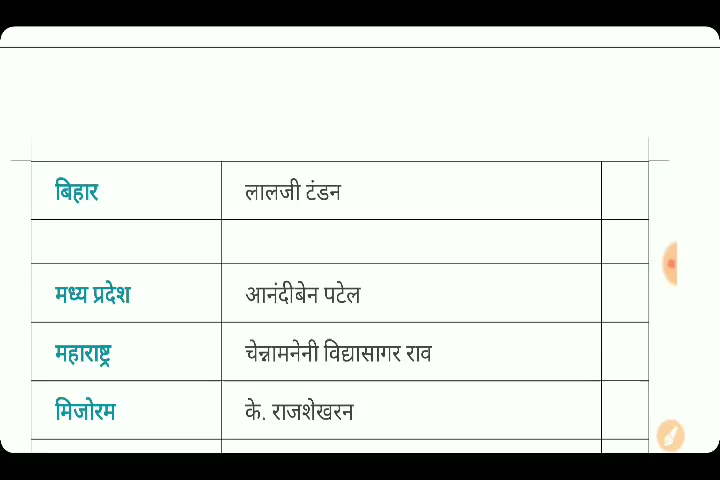 बिहार लालजी टंडन
मध्य प्रदेश आनंदीबेन पटेल
महाराष्ट्र चेन्नामनेनी विद्यासागर राव
मिजोरम के. राजशेखरन